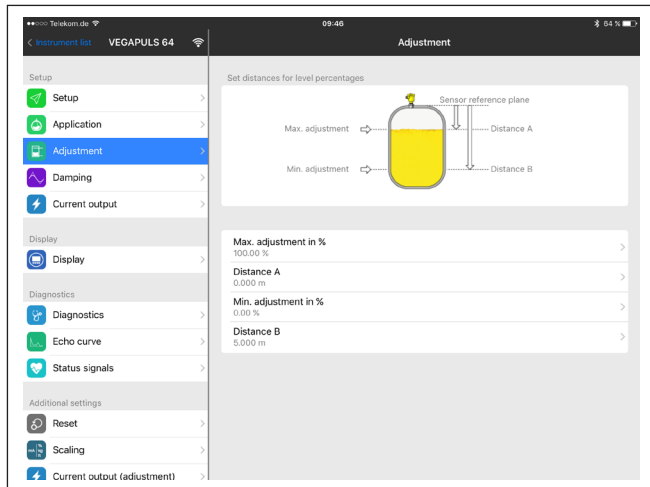 Telekom.de
09:46
64 %
Instrument list
VEGAPULS 64
Adjustment
Setup
Setup
Application
Adjustment
Damping
Current output
Display
Display
Diagnostics
Diagnostics
Echo curve
Status signals
Additional settings
Reset
Scaling
Current output (adjustment)
Set distances for level percentages
Sensor reference plane
Max. adjustment
Distance A
Min. adjustment
Distance B
Max. adjustment in %
100.00 %
Distance A
0.000 m
Min. adjustment in %
0.00 %
Distance B
5.000 m